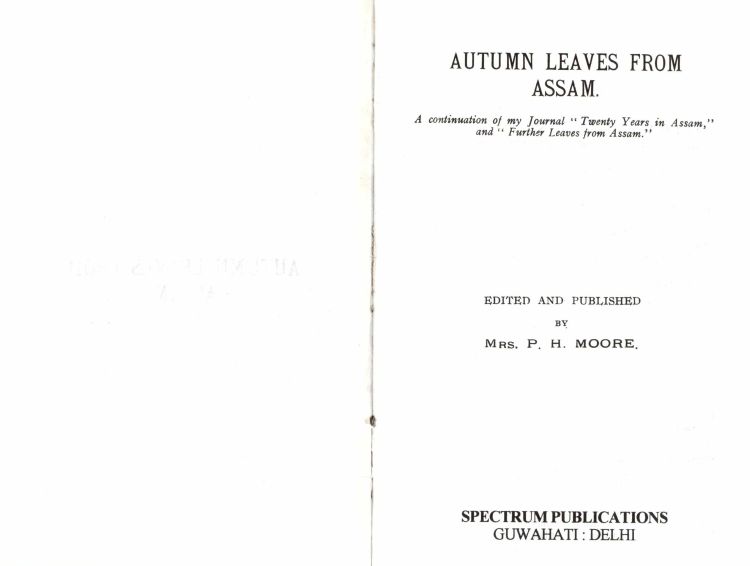 AUTUMN LEAVES FROM
ASSAM.
A continuation of my Journal " Twenty Years in Assam,"
and " Further Leaves from Assam."
EDITED AND PUBLISHED
BY
MRS. P. H. MOORE.
SPECTRUM PUBLICATIONS
GUWAHATI : DELHI